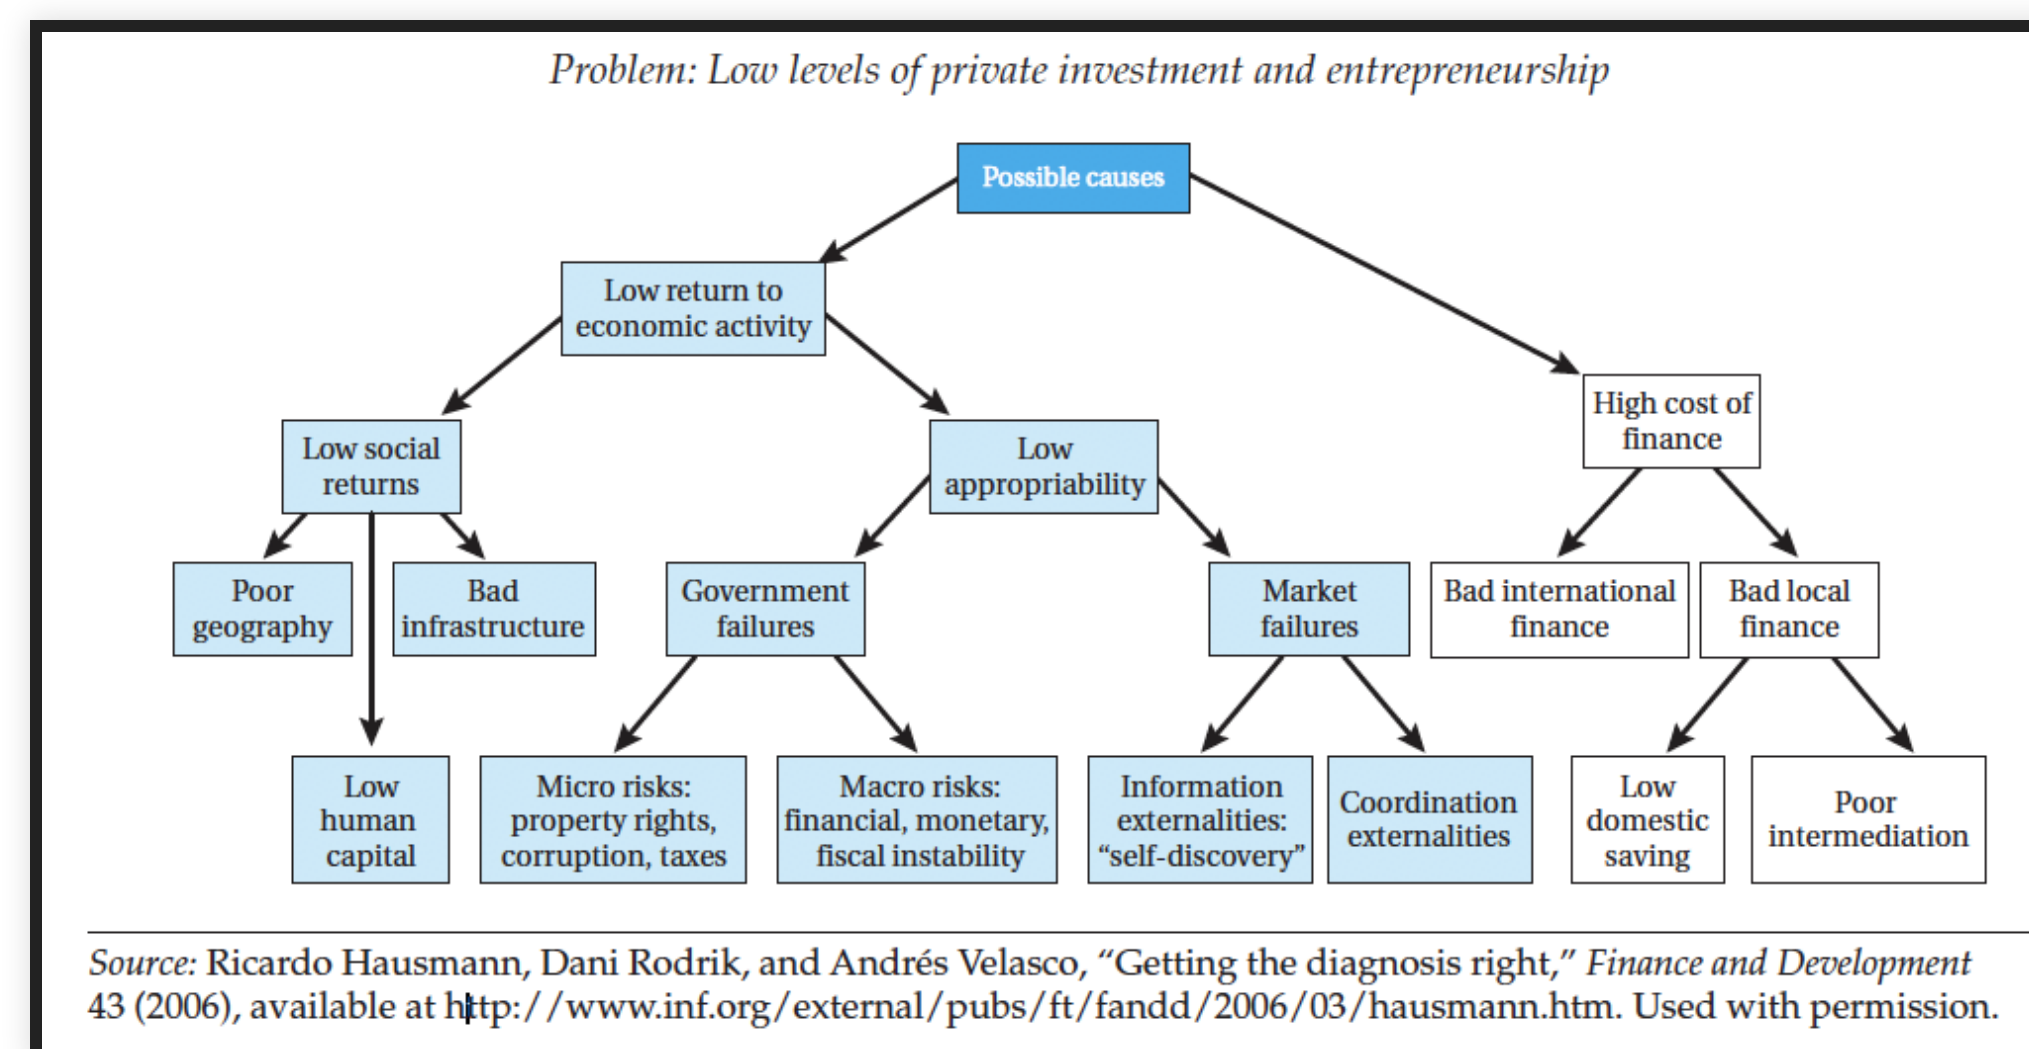 Problem: Low levels of private investment and entrepreneurship
Possible causes
Low return to
economic activity
High cost of
finance
Low social
returns
Low
appropriability
Poor
geography
Bad
infrastructure
Government
failures
Market
failures
Bad international
finance
Bad local
finance
Low
human
capital
Micro risks:
property rights,
corruption, taxes
Macro risks:
financial, monetary,
fiscal instability
Information
externalities:
“self-discovery”
Coordination
externalities
Low
domestic
saving
Poor
intermediation
Source: Ricardo Hausmann, Dani Rodrik, and Andrés Velasco, “Getting the diagnosis right,” Finance and Development
43 (2006), available at http://www.inf.org/external/pubs/ft/fandd/2006/03/hausmann.htm. Used with permission.